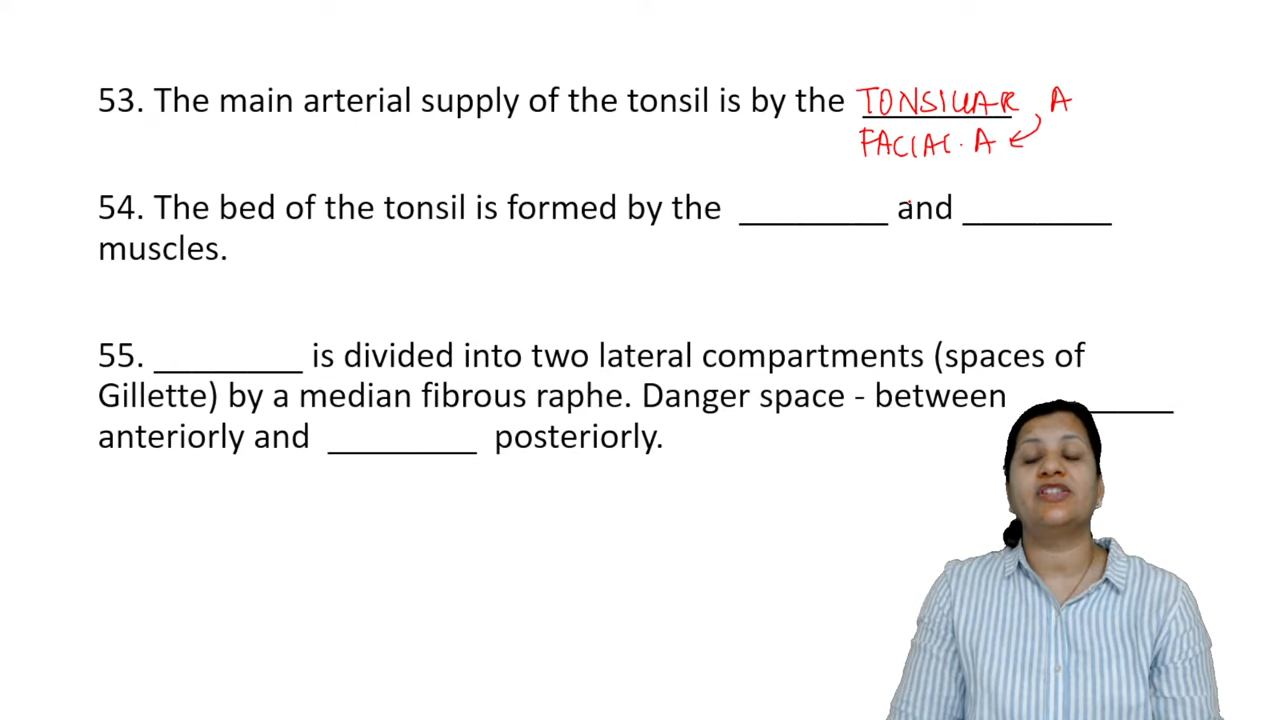 53. The main arterial supply of the tonsil is by the TONSILLAR A
FACIAL. A
54. The bed of the tonsil is formed by the _________ and _________
muscles.
55. _________ is divided into two lateral compartments (spaces of
Gillette) by a median fibrous raphe. Danger space - between ______
anteriorly and _________ posteriorly.